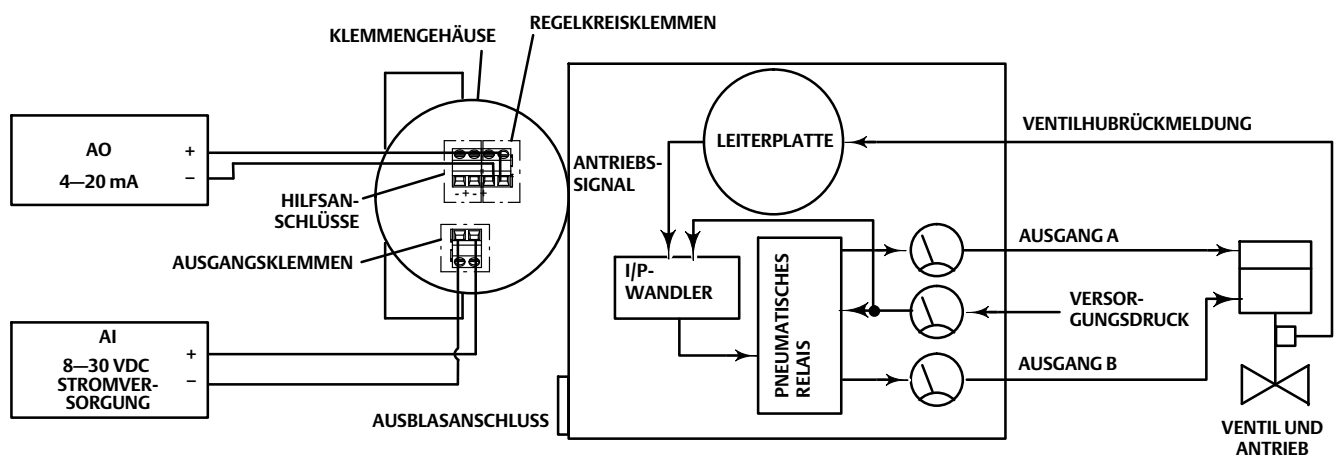 KLEMMENGEHÄUSE
REGELKREISKLEMMEN
AO
4—20 mA
+
−
HILFSAN-
SCHLÜSSE
- + - +
AUSGANGSKLEMMEN
AI
8—30 VDC
STROMVER-
SORGUNG
+
−
AUSBLASANSCHLUSS
ANTRIEBS-
SIGNAL
LEITERPLATTE
I/P-
WANDLER
PNEUMATISCHES
RELAIS
VENTILHUBRÜCKMELDUNG
AUSGANG A
VERSOR-
GUNGSDRUCK
AUSGANG B
VENTIL UND
ANTRIEB